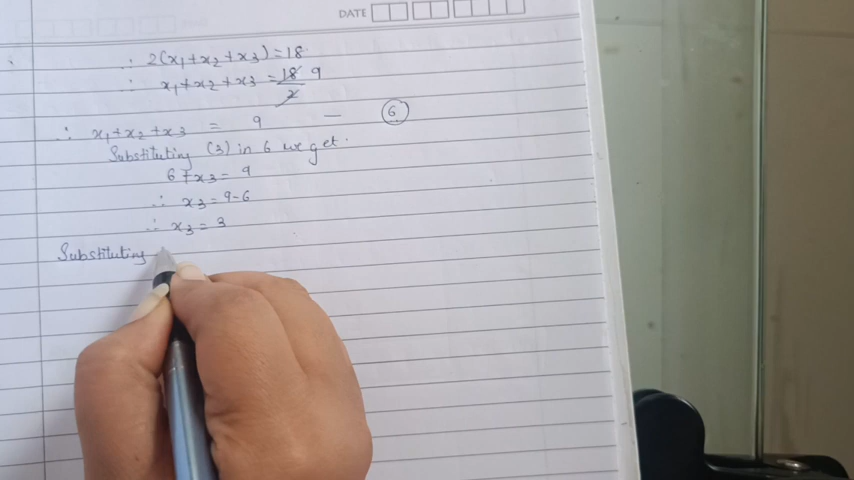 DATE
∴ 2(x₁+x₂+x₃)=18
∴ x₁+x₂+x₃ = 18/2 9
∴ x₁+x₂+x₃ = 9 — 6
Substituting (3) in 6 we get.
6+x₃= 9
∴ x₃=9-6
∴ x₃=3
Substituting